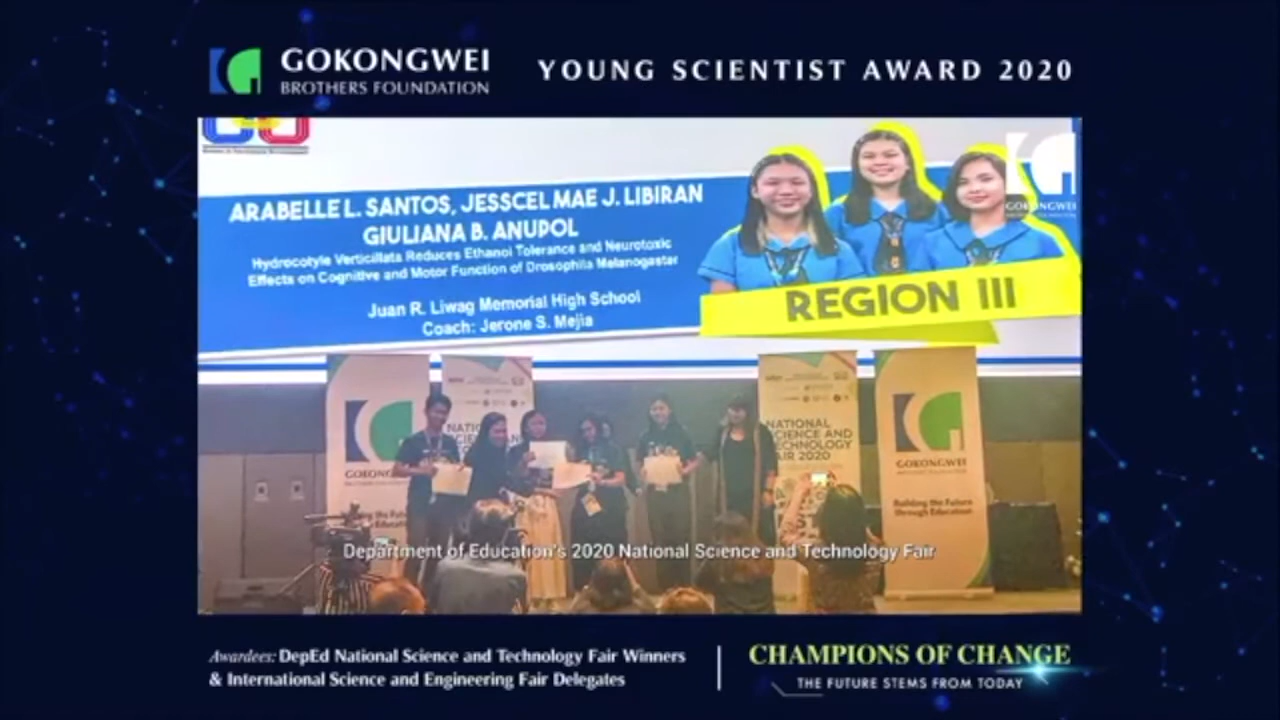 GOKONGWEI
BROTHERS FOUNDATION
YOUNG SCIENTIST AWARD 2020
ARABELLE L. SANTOS, JESSCEL MAE J. LIBIRAN
GIULIANA B. ANUPOL
Hydrocotyle Verticillata Reduces Ethanol Tolerance and Neurotoxic
Effects on Cognitive and Motor Function of Drosophila Melanogaster
Juan R. Liwag Memorial High School
Coach: Jerone S. Mejia
GOKONGWEI
REGION III
GOKONGWEI
NATIONAL
SCIENCE AND
TECHNOLOGY
FAIR 2020
GOKONGWEI
Building the Future
through Education
Department of Education's 2020 National Science and Technology Fair
Awardees: DepEd National Science and Technology Fair Winners
& International Science and Engineering Fair Delegates
CHAMPIONS OF CHANGE
THE FUTURE STEMS FROM TODAY